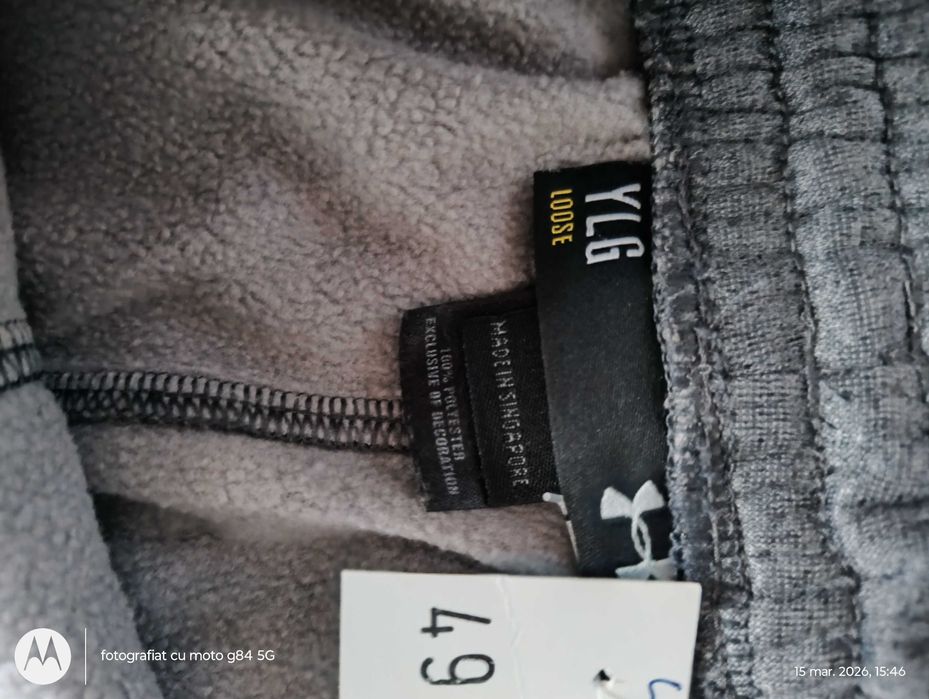 YLG
LOOSE
MADE IN SINGAPORE
100% POLYESTER
EXCLUSIVE OF DECORATION
49
fotografiat cu moto g84 5G
15 mar. 2026, 15:46